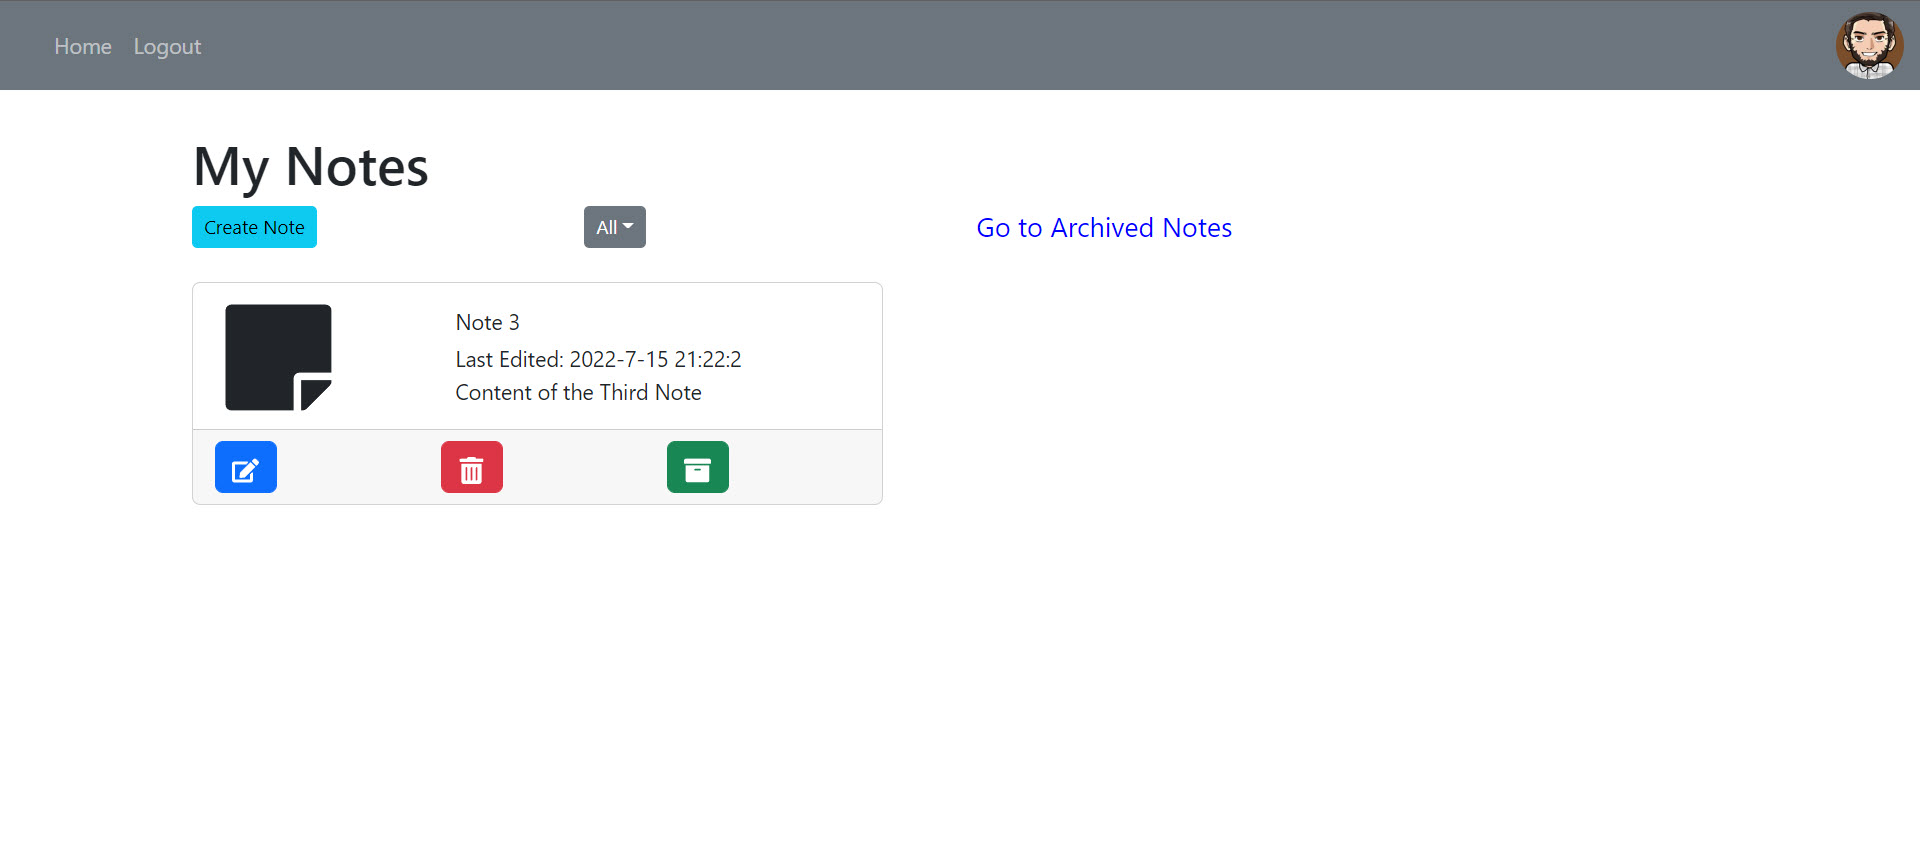 Home Logout
My Notes
Create Note All Go to Archived Notes
Note 3
Last Edited: 2022-7-15 21:22:2
Content of the Third Note